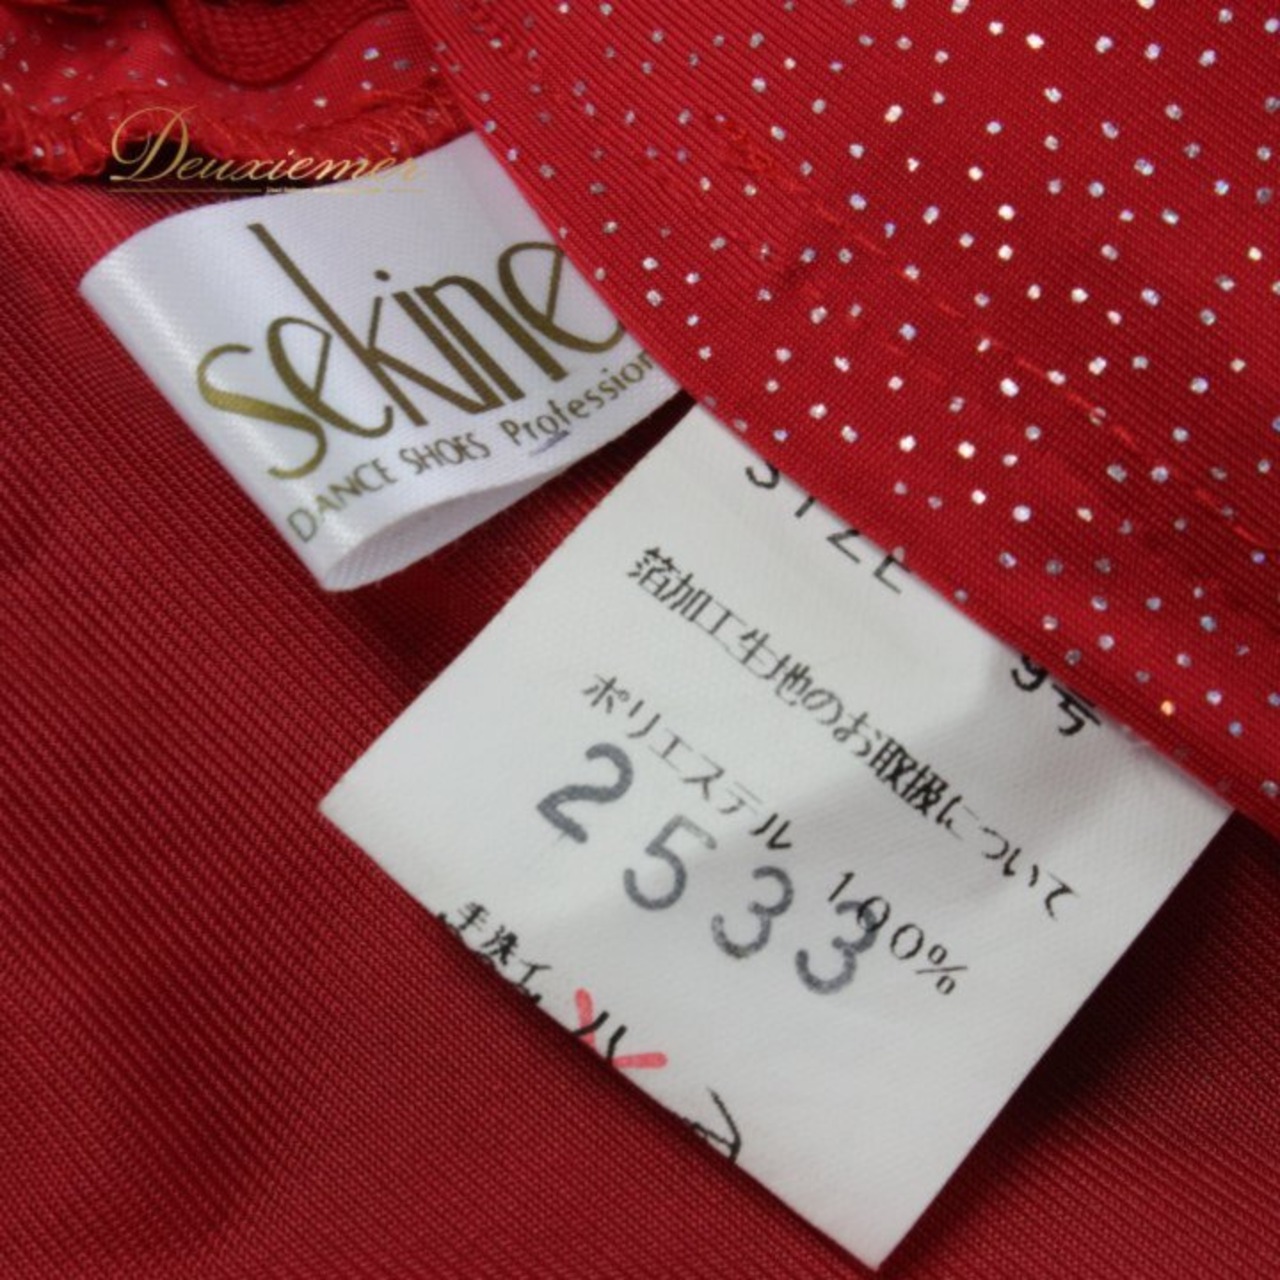 Deuxiemer
sekine
DANCE SHOES Profession
SIZE 9号
箔加工生地のお取扱について
ポリエステル 100%
2533
手洗イ